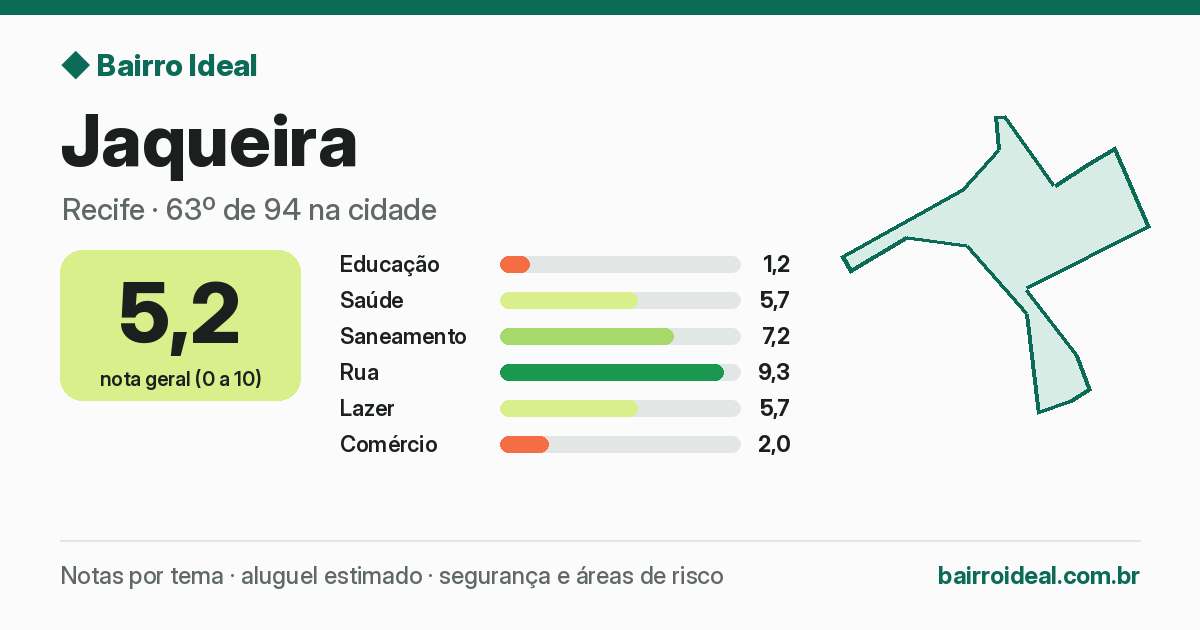 Bairro Ideal
Jaqueira
Recife · 63º de 94 na cidade
5,2
nota geral (0 a 10)
Educação 1,2
Saúde 5,7
Saneamento 7,2
Rua 9,3
Lazer 5,7
Comércio 2,0
Notas por tema · aluguel estimado · segurança e áreas de risco
bairroideal.com.br